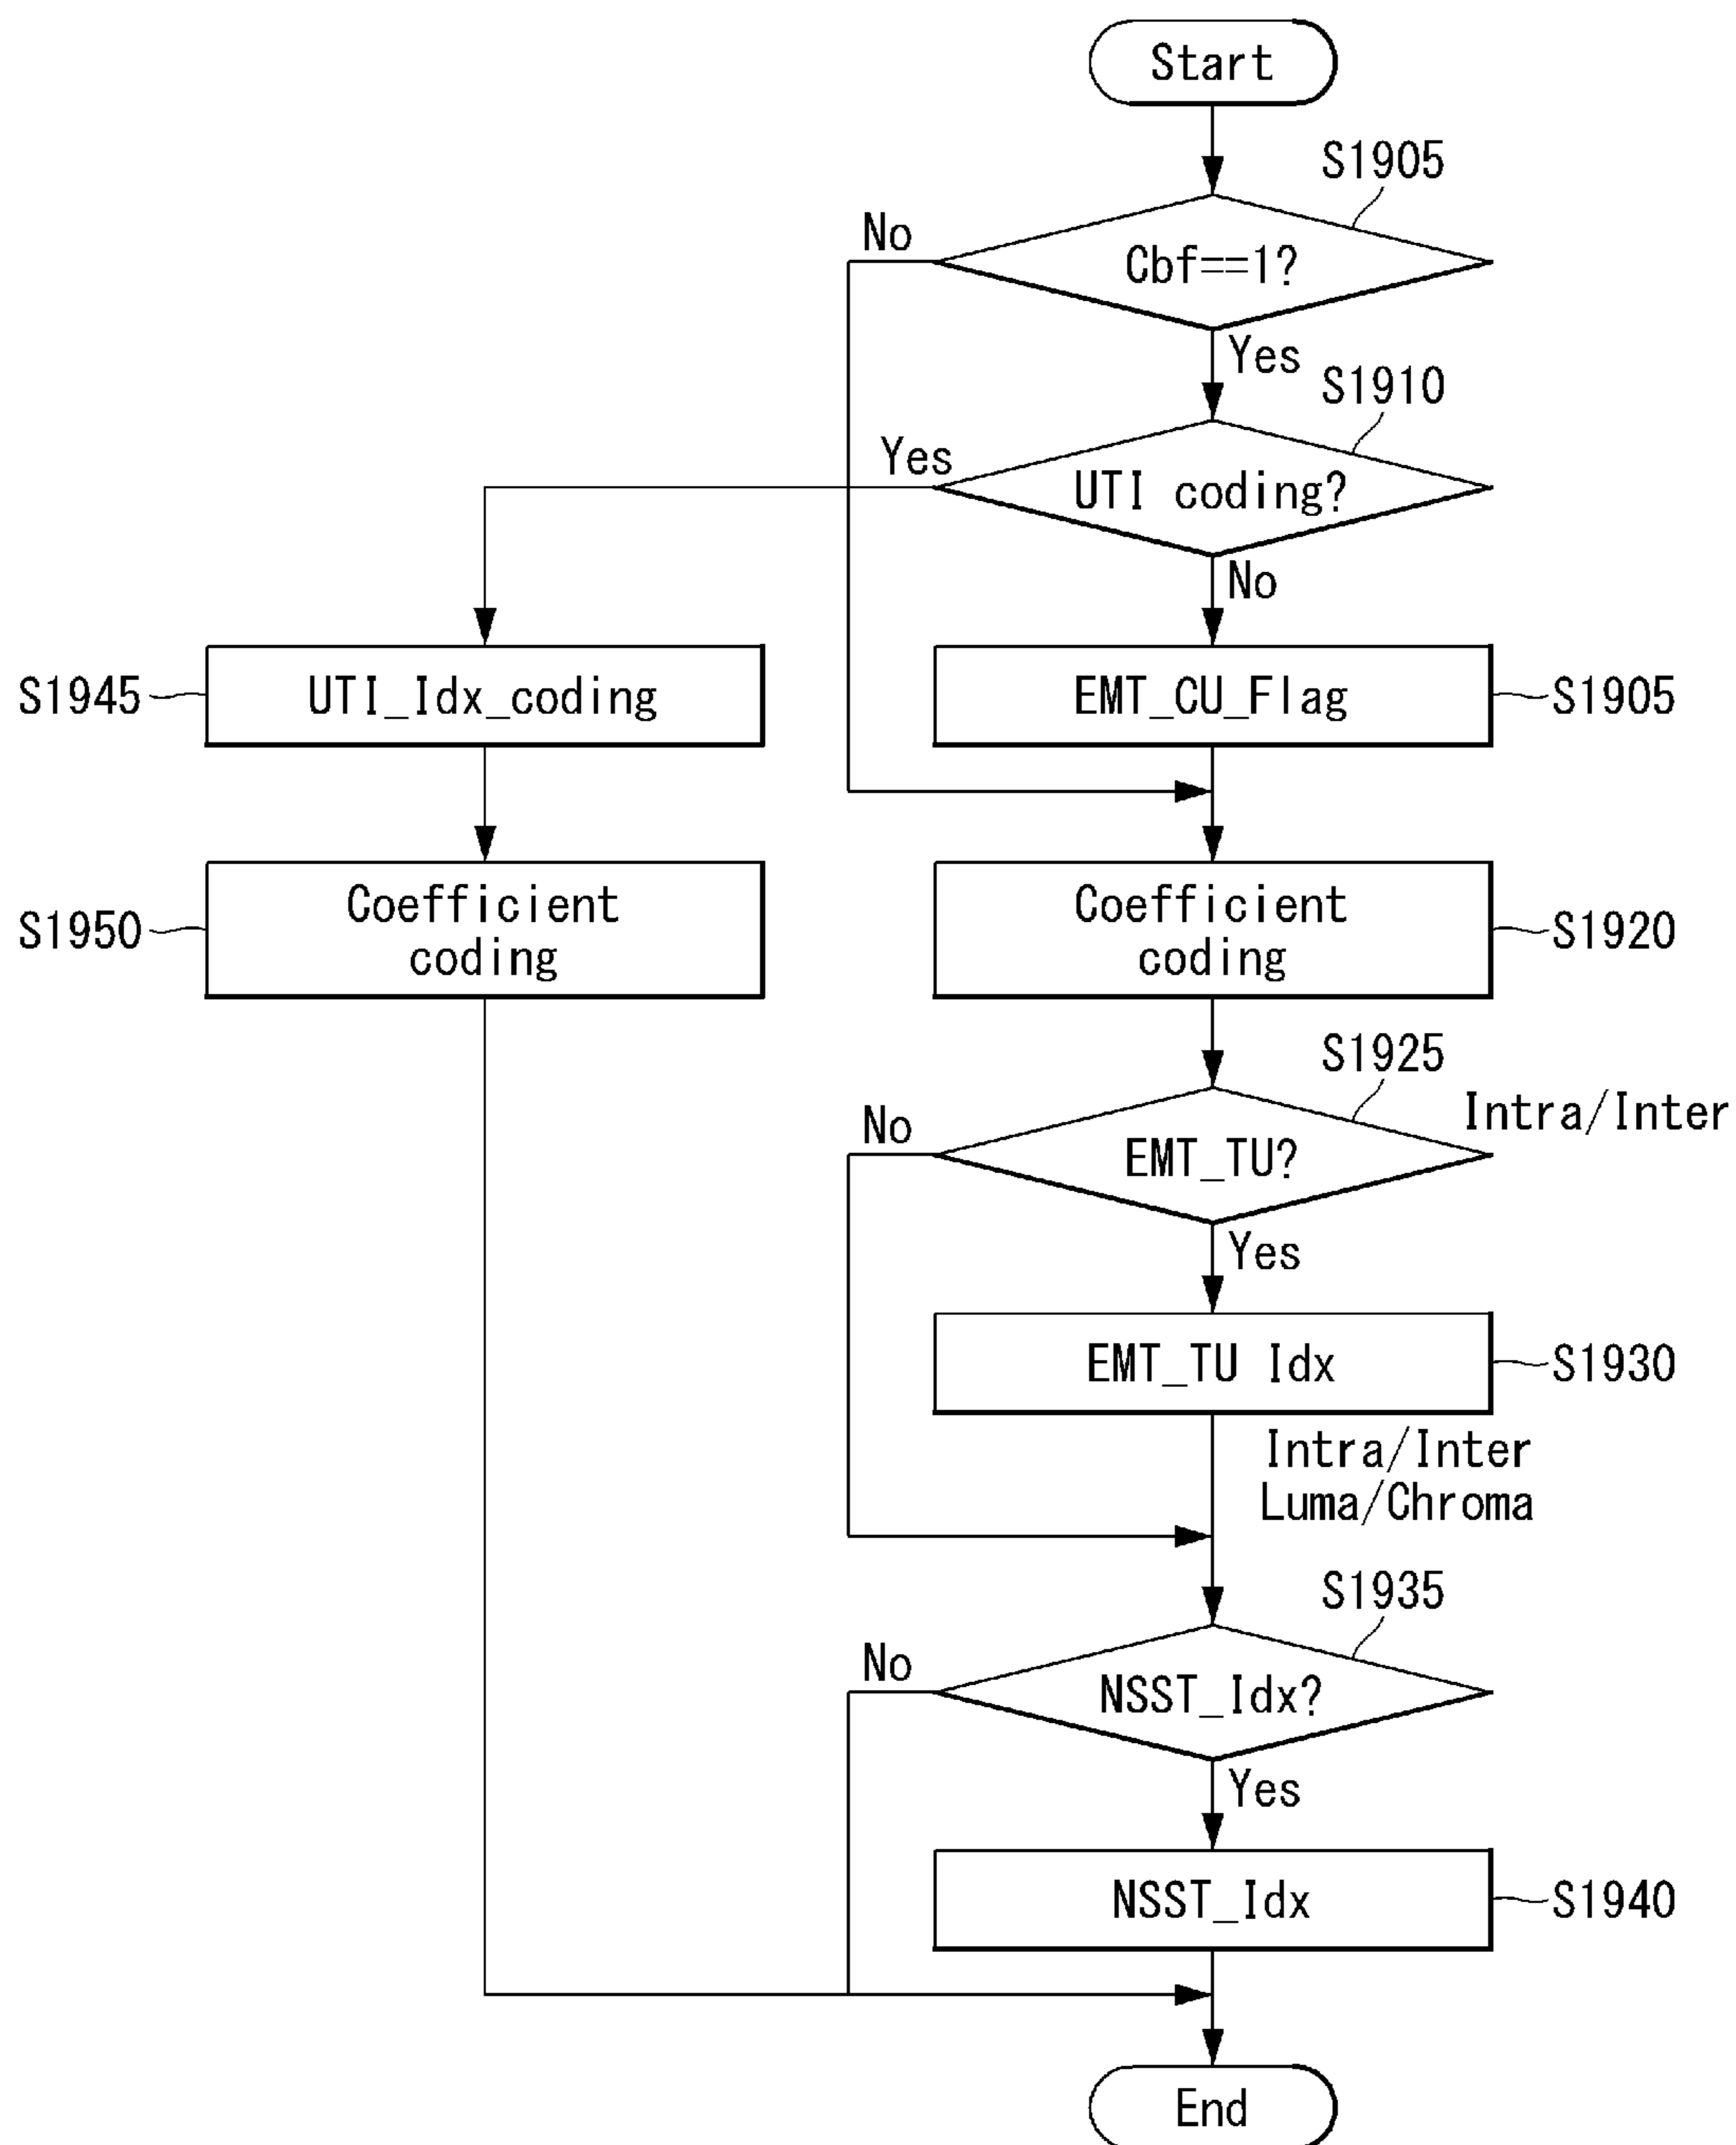 Start
S1905
No
Cbf==1?
Yes
S1910
Yes
UTI coding?
No
S1945
UTI_Idx_coding
EMT_CU_Flag
S1905
S1950
Coefficient
coding
Coefficient
coding
S1920
S1925
Intra/Inter
No
EMT_TU?
Yes
EMT_TU Idx
S1930
Intra/Inter
Luma/Chroma
S1935
No
NSST_Idx?
Yes
NSST_Idx
S1940
End